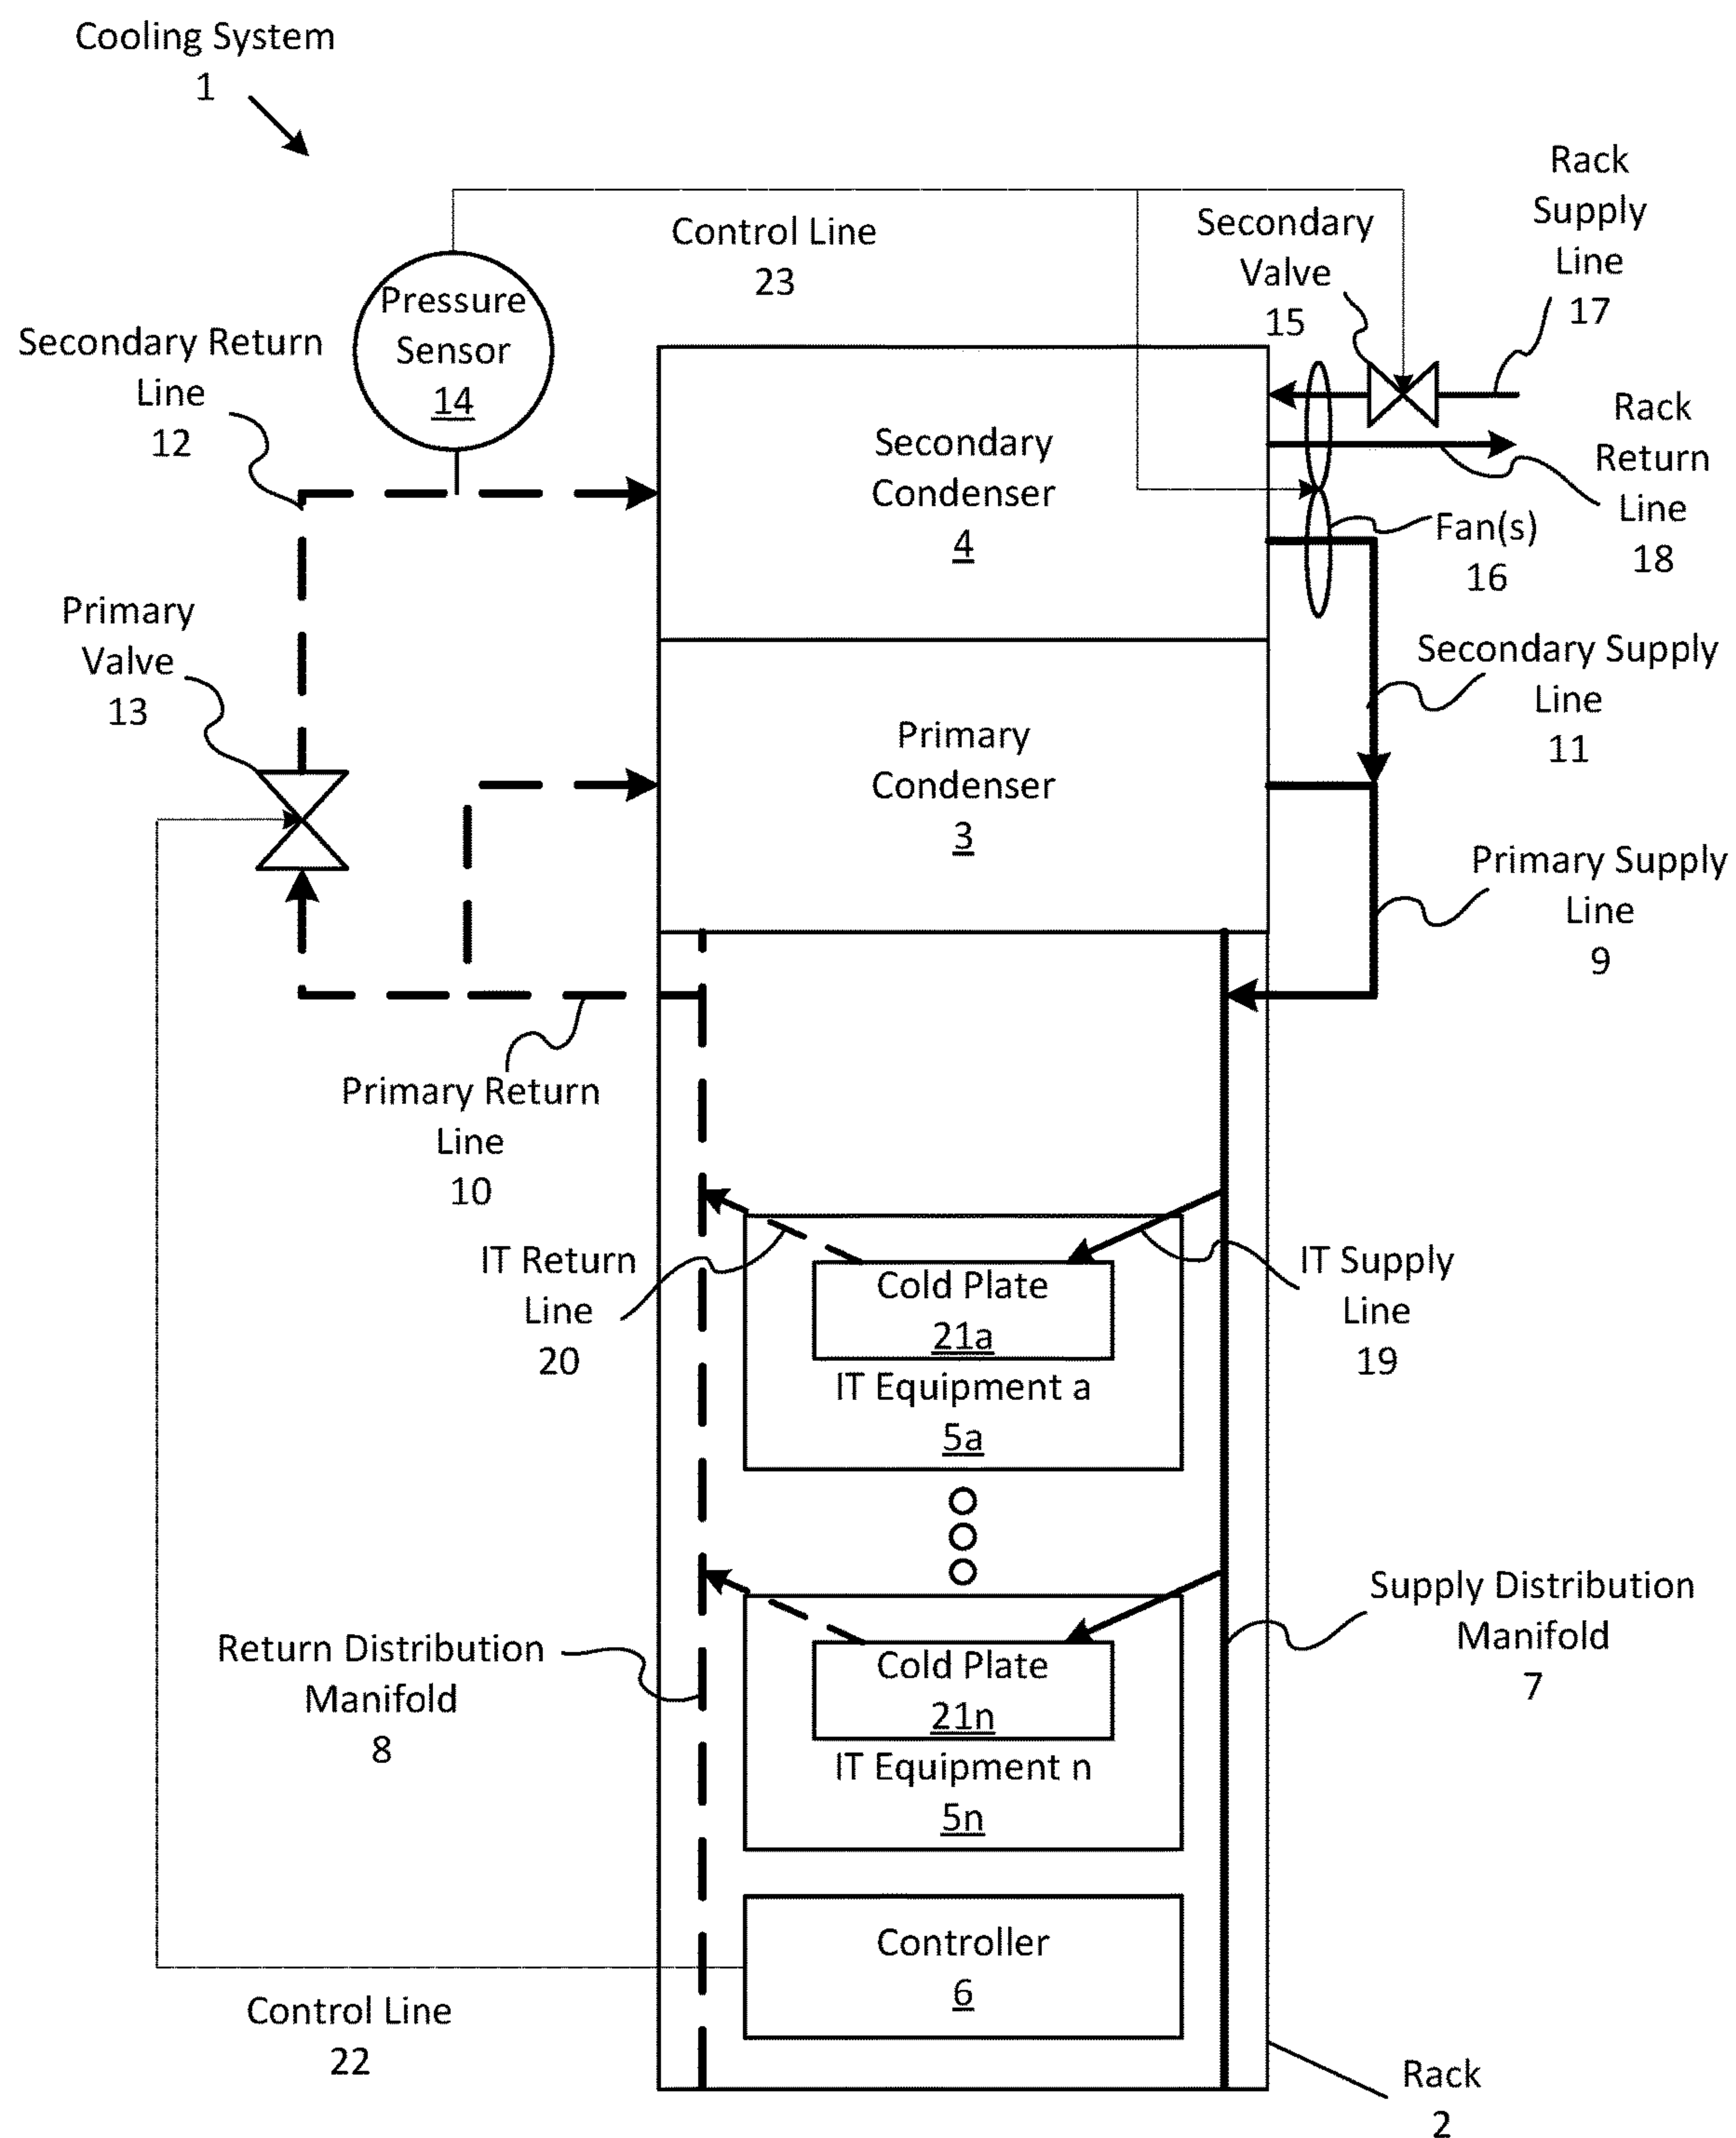 Cooling System
1
Rack
Supply
Line
17
Control Line
23
Secondary
Valve
15
Pressure
Sensor
14
Secondary Return
Line
12
Rack
Return
Line
18
Secondary
Condenser
4
Fan(s)
16
Primary
Valve
13
Secondary Supply
Line
11
Primary
Condenser
3
Primary Supply
Line
9
Primary Return
Line
10
IT Return
Line
20
Cold Plate
21a
IT Equipment a
5a
IT Supply
Line
19
Supply Distribution
Manifold
7
Return Distribution
Manifold
8
Cold Plate
21n
IT Equipment n
5n
Controller
6
Control Line
22
Rack
2